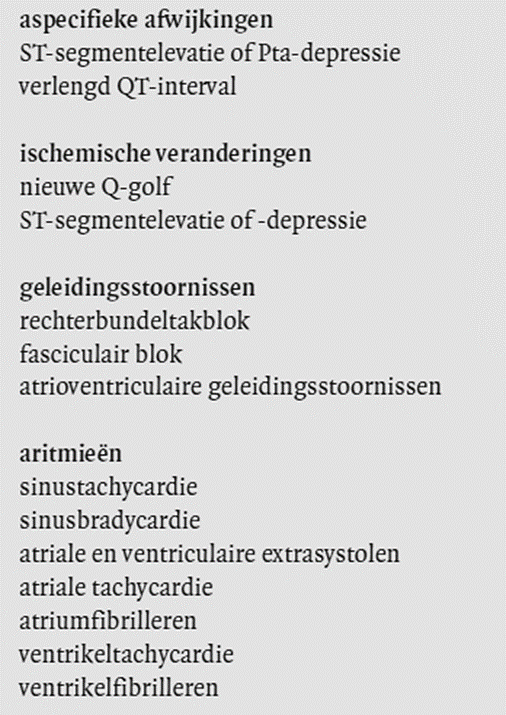 aspecifieke afwijkingen
ST-segmentelevatie of Pta-depressie
verlengd QT-interval
ischemische veranderingen
nieuwe Q-golf
ST-segmentelevatie of -depressie
geleidingsstoornissen
rechterbundeltakblok
fasciculair blok
atrioventriculaire geleidingsstoornissen
aritmieën
sinustachycardie
sinusbradycardie
atriale en ventriculaire extrasystolen
atriale tachycardie
atriumfibrilleren
ventrikeltachycardie
ventrikelfibrilleren